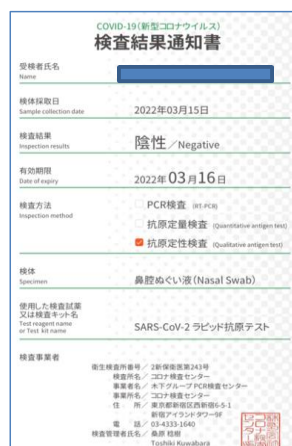 COVID-19(新型コロナウイルス)
検査結果通知書
受検者氏名
Name
検体採取日
Sample collection date
2022年03月15日
検査結果
Inspection results
陰性／Negative
有効期限
Date of expiry
2022年03月16日
検査方法
Inspection method
PCR検査 (RT-PCR)
抗原定量検査 (Quantitative antigen test)
抗原定性検査 (Qualitative antigen test)
検体
Specimen
鼻腔ぬぐい液(Nasal Swab)
使用した検査試薬
又は検査キット名
Test reagent name
or Test kit name
SARS-CoV-2 ラピッド抗原テスト
検査事業者
衛生検査所番号／ 2新保衛医第243号
検査所名／ コロナ検査センター
事業者名／ 木下グループ PCR検査センター
事業所名／ コロナ検査センター
住　所／ 東京都新宿区西新宿6-5-1
新宿アイランドタワー9F
電　話／ 03-4333-1640
検査管理者氏名／ 桑原 稔樹
Toshiki Kuwabara